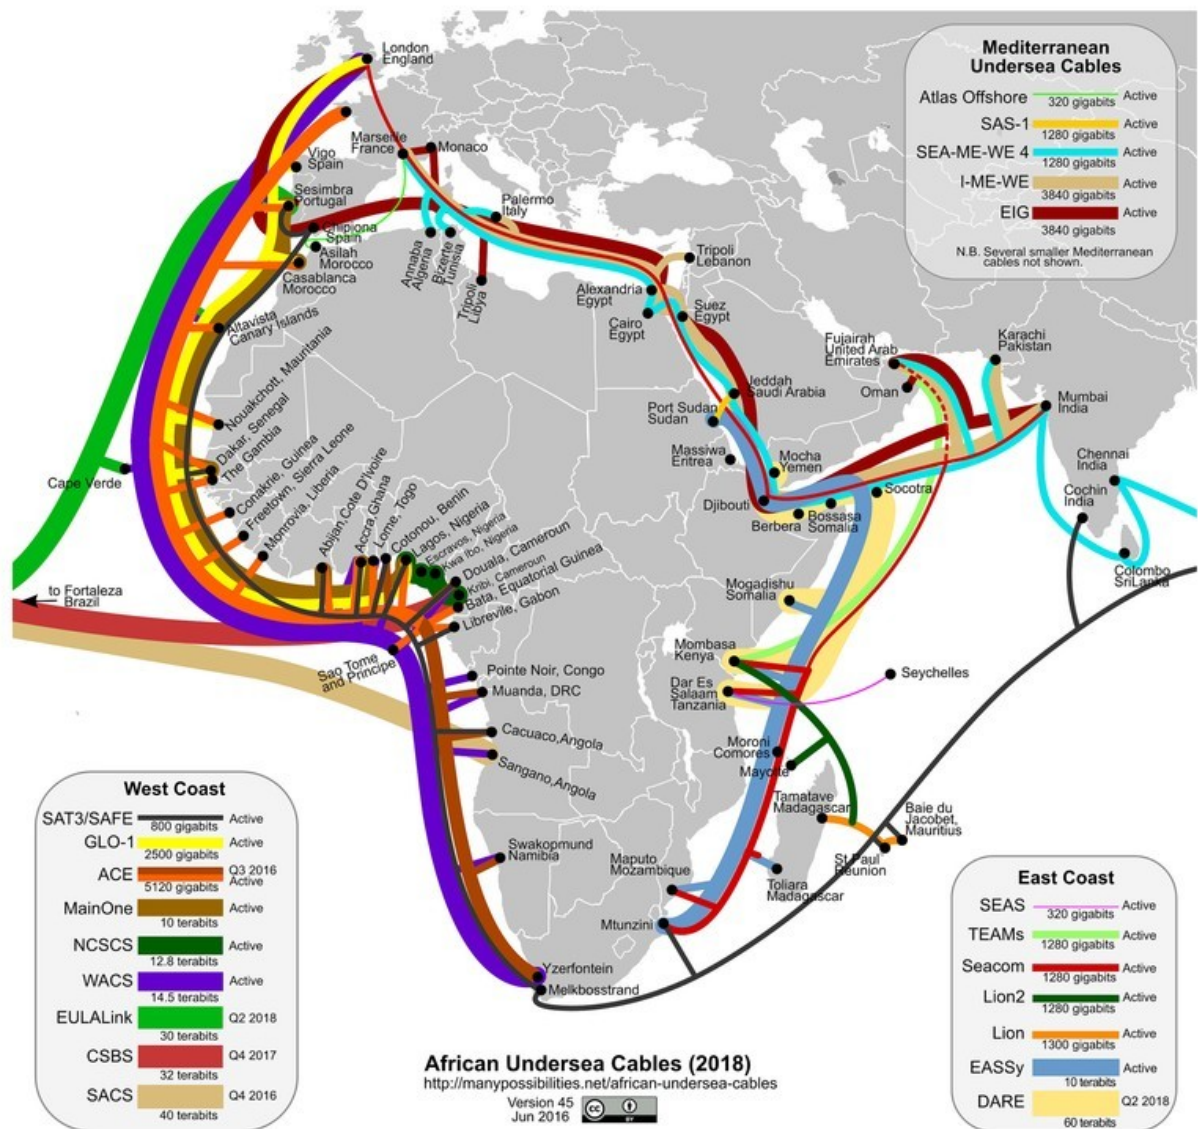 London
England
Marseille
France
Monaco
Vigo
Spain
Sesimbra
Portugal
Chipiona
Spain
Asilah
Morocco
Casablanca
Morocco
Palermo
Italy
Annaba
Algeria
Bizerte
Tunisia
Tripoli
Libya
Tripoli
Lebanon
Alexandria
Egypt
Cairo
Egypt
Suez
Egypt
Altavista
Canary Islands
Nouakchott, Mauritania
Dakar, Senegal
The Gambia
Cape Verde
Conakrie, Guinea
Freetown, Sierra Leone
Monrovia, Liberia
Abijan,Cote D'Ivoire
Accra,Ghana
Lome, Togo
Cotonou, Benin
Lagos, Nigeria
Escravos, Nigeria
Kwa Ibo, Nigeria
Douala, Cameroun
Kribi, Cameroun
Bata, Equatorial Guinea
Libreville, Gabon
to Fortaleza
Brazil
Sao Tome
and Principe
Pointe Noir, Congo
Muanda, DRC
Cacuaco,Angola
Sangano,Angola
Swakopmund
Namibia
Yzerfontein
Melkbosstrand
Jeddah
Saudi Arabia
Port Sudan
Sudan
Massiwa
Eritrea
Mocha
Yemen
Djibouti
Berbera
Bossasa
Somalia
Socotra
Fujairah
United Arab
Emirates
Oman
Karachi
Pakistan
Mumbai
India
Chennai
India
Cochin
India
Colombo
SriLanka
Mogadishu
Somalia
Mombasa
Kenya
Dar Es
Salaam
Tanzania
Seychelles
Moroni
Comores
Mayotte
Tamatave
Madagascar
Baie du
Jacobet,
Mauritius
St Paul
Reunion
Toliara
Madagascar
Maputo
Mozambique
Mtunzini
Mediterranean
Undersea Cables
Atlas Offshore 320 gigabits Active
SAS-1 1280 gigabits Active
SEA-ME-WE 4 1280 gigabits Active
I-ME-WE 3840 gigabits Active
EIG 3840 gigabits Active
N.B. Several smaller Mediterranean
cables not shown.
West Coast
SAT3/SAFE 800 gigabits Active
GLO-1 2500 gigabits Active
ACE 5120 gigabits Q3 2016 Active
MainOne 10 terabits Active
NCSCS 12.8 terabits Active
WACS 14.5 terabits Active
EULALink 30 terabits Q2 2018
CSBS 32 terabits Q4 2017
SACS 40 terabits Q4 2016
East Coast
SEAS 320 gigabits Active
TEAMs 1280 gigabits Active
Seacom 1280 gigabits Active
Lion2 1280 gigabits Active
Lion 1300 gigabits Active
EASSy 10 terabits Active
DARE 60 terabits Q2 2018
African Undersea Cables (2018)
http://manypossibilities.net/african-undersea-cables
Version 45
Jun 2016
cc
BY